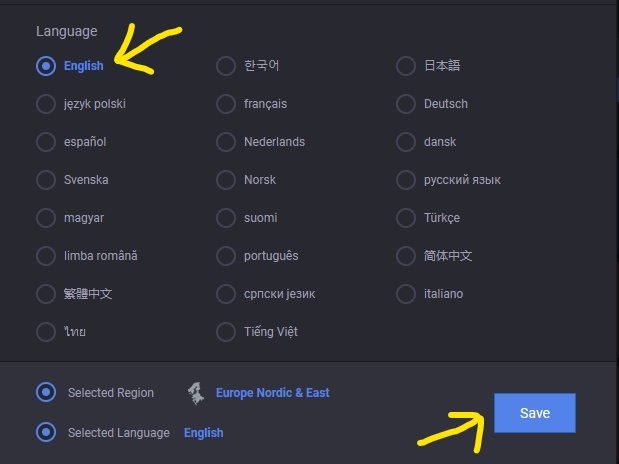 Language
English 한국어 日本語
język polski français Deutsch
español Nederlands dansk
Svenska Norsk русский язык
magyar suomi Türkçe
limba română português 简体中文
繁體中文 српски језик italiano
ไทย Tiếng Việt
Selected Region Europe Nordic & East
Save
Selected Language English